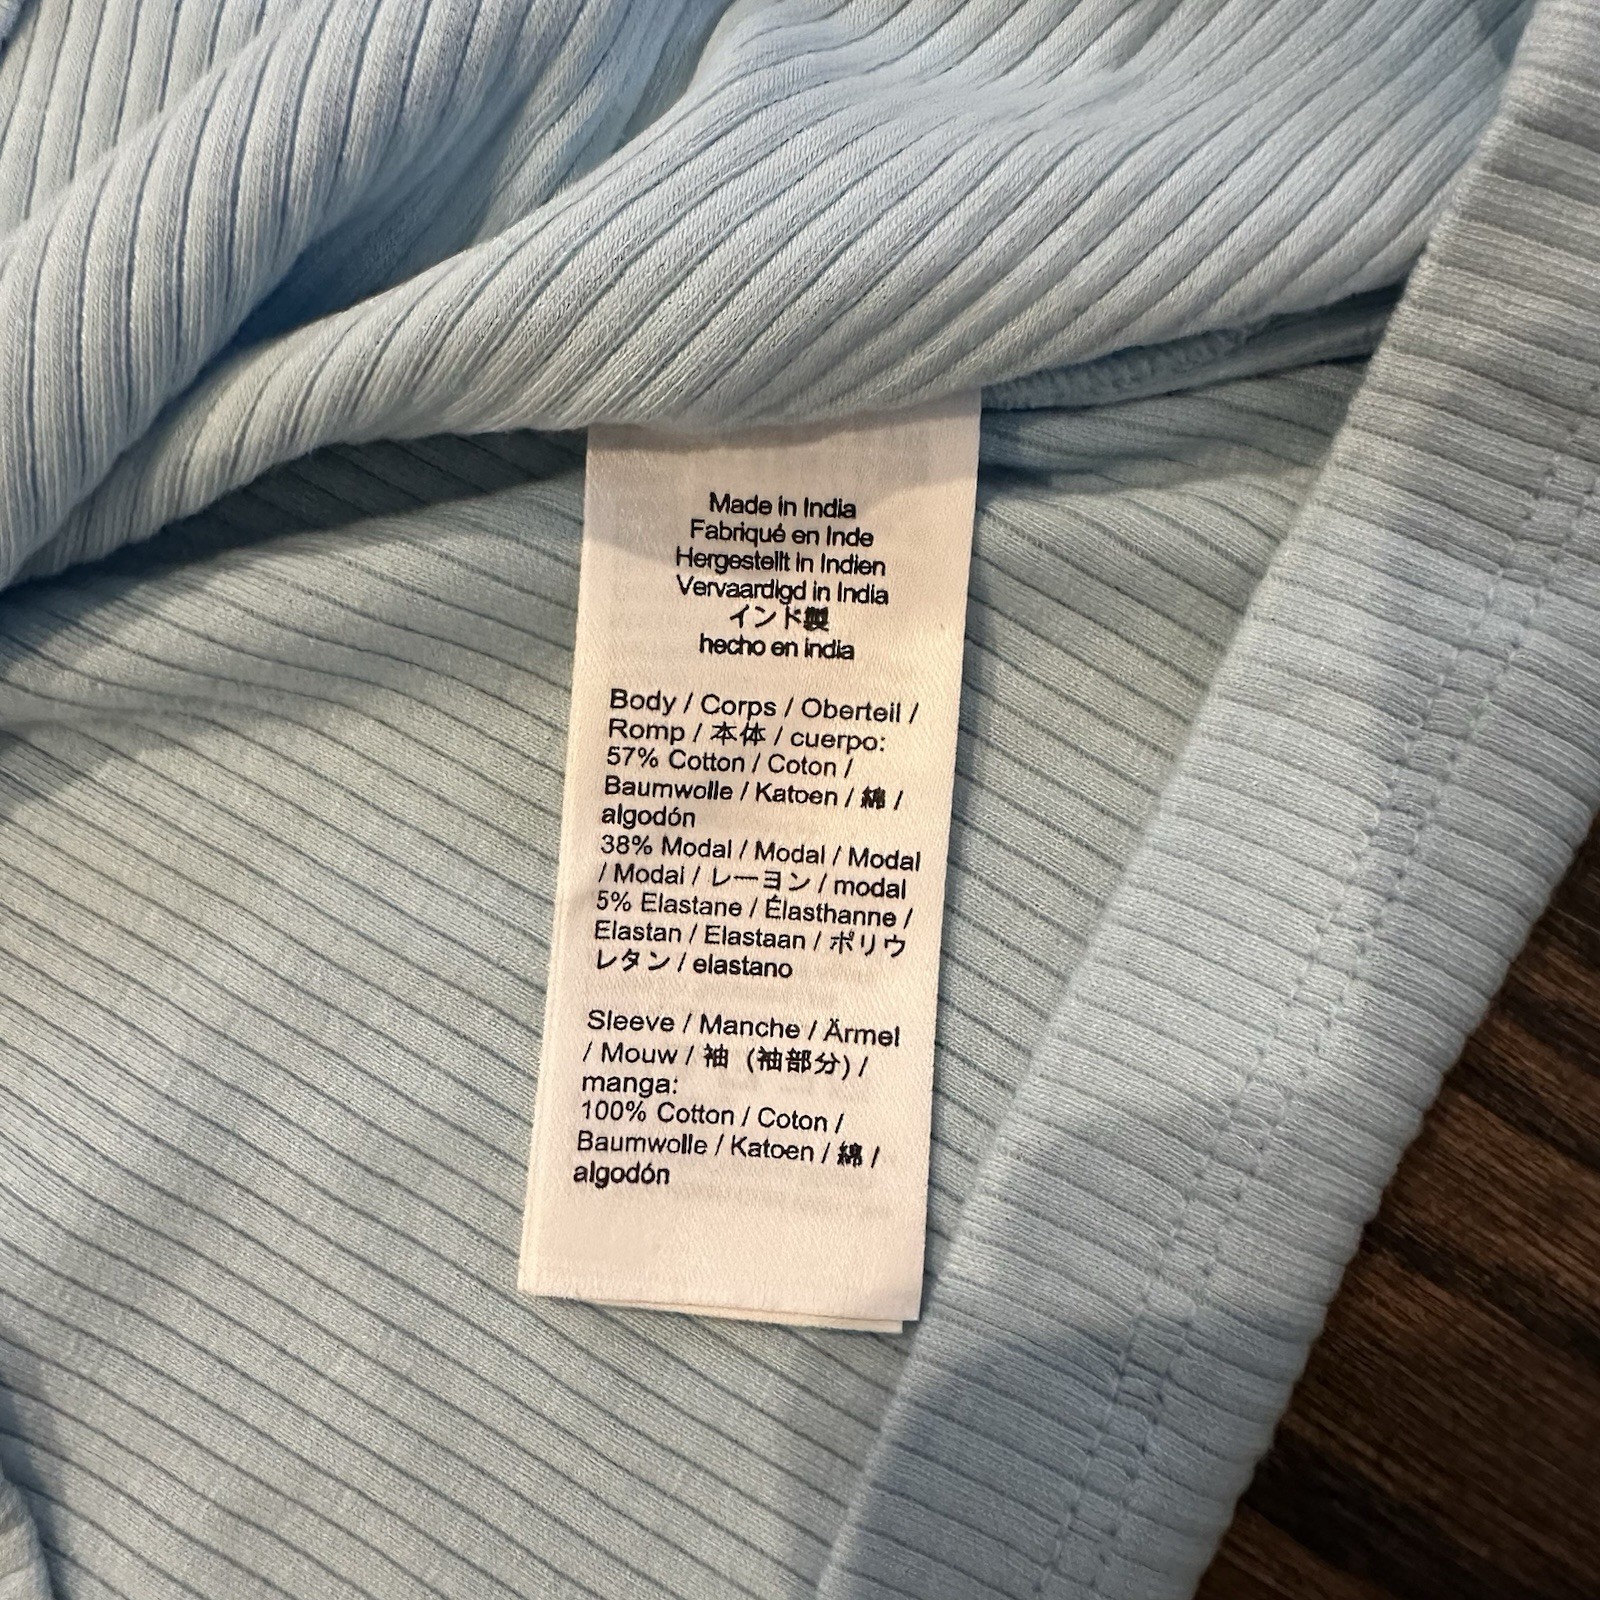 Made in India
Fabriqué en Inde
Hergestellt in Indien
Vervaardigd in India
インド製
hecho en india
Body / Corps / Oberteil /
Romp / 本体 / cuerpo:
57% Cotton / Coton /
Baumwolle / Katoen / 綿 /
algodón
38% Modal / Modal / Modal
/ Modal / レーヨン / modal
5% Elastane / Élasthanne /
Elastan / Elastaan / ポリウ
レタン / elastano
Sleeve / Manche / Ärmel
/ Mouw / 袖 (袖部分) /
manga:
100% Cotton / Coton /
Baumwolle / Katoen / 綿 /
algodón